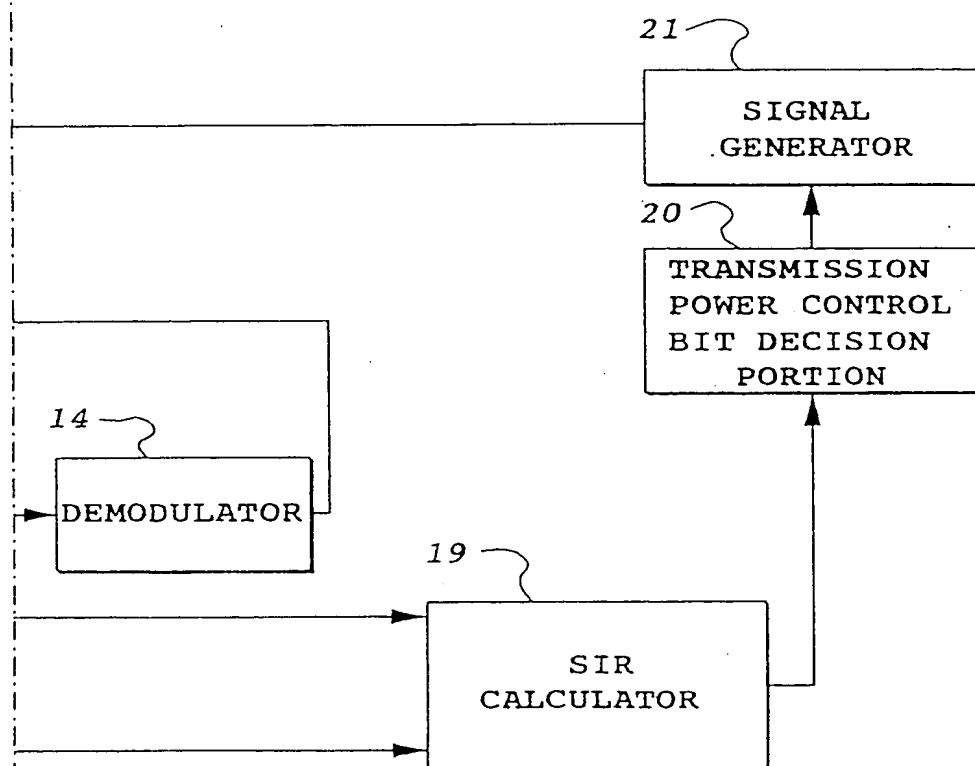 21
SIGNAL
GENERATOR
20
TRANSMISSION
POWER CONTROL
BIT DECISION
PORTION
14
DEMODULATOR
19
SIR
CALCULATOR